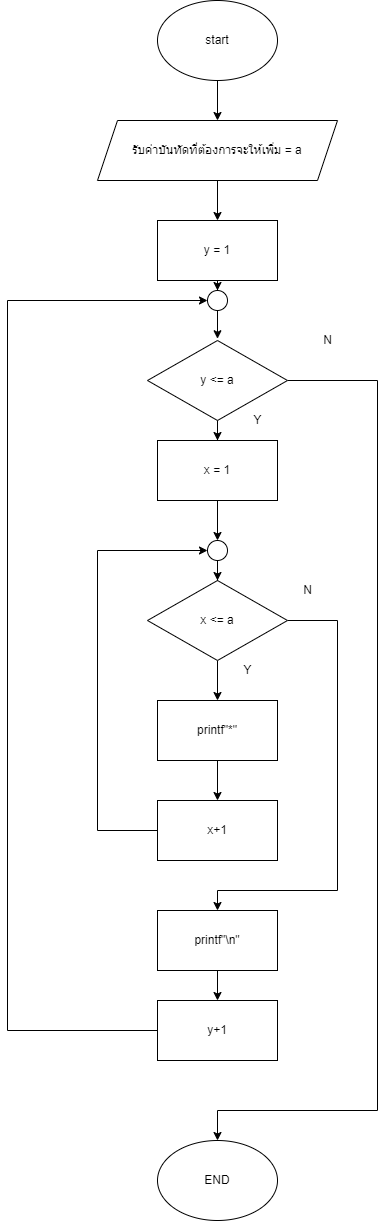 start
รับค่าบันทัดที่ต้องการจะให้เพิ่ม = a
y = 1
N
y <= a
Y
x = 1
N
x <= a
Y
printf"*"
x+1
printf"\n"
y+1
END